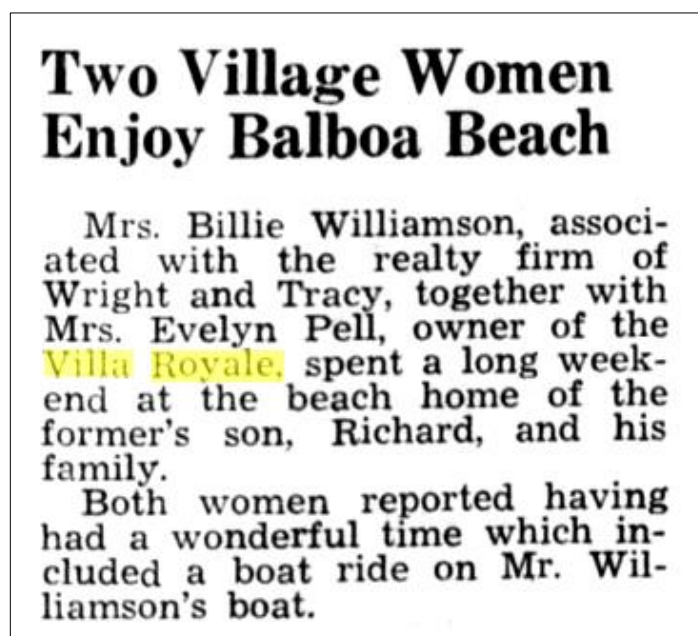 Two Village Women
Enjoy Balboa Beach
Mrs. Billie Williamson, associ-
ated with the realty firm of
Wright and Tracy, together with
Mrs. Evelyn Pell, owner of the
Villa Royale, spent a long week-
end at the beach home of the
former's son, Richard, and his
family.
Both women reported having
had a wonderful time which in-
cluded a boat ride on Mr. Wil-
liamson's boat.